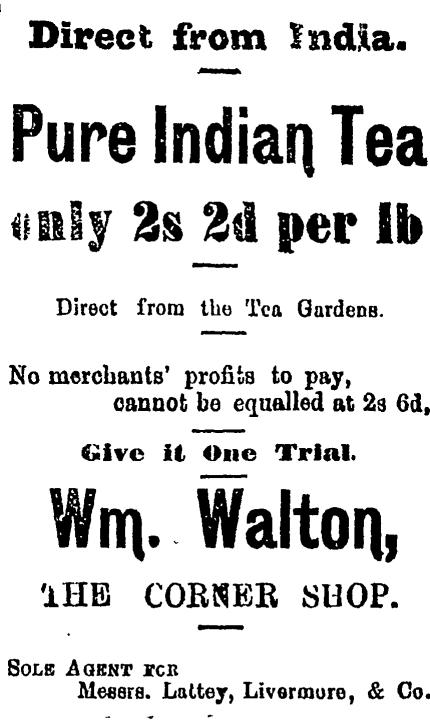 Direct from India.
Pure Indian Tea
only 2s 2d per lb
Direct from the Tea Gardens.
No merchants' profits to pay,
cannot be equalled at 2s 6d,
Give it One Trial.
Wm. Walton,
THE CORNER SHOP.
SOLE AGENT FOR
Messrs. Lattey, Livermore, & Co.